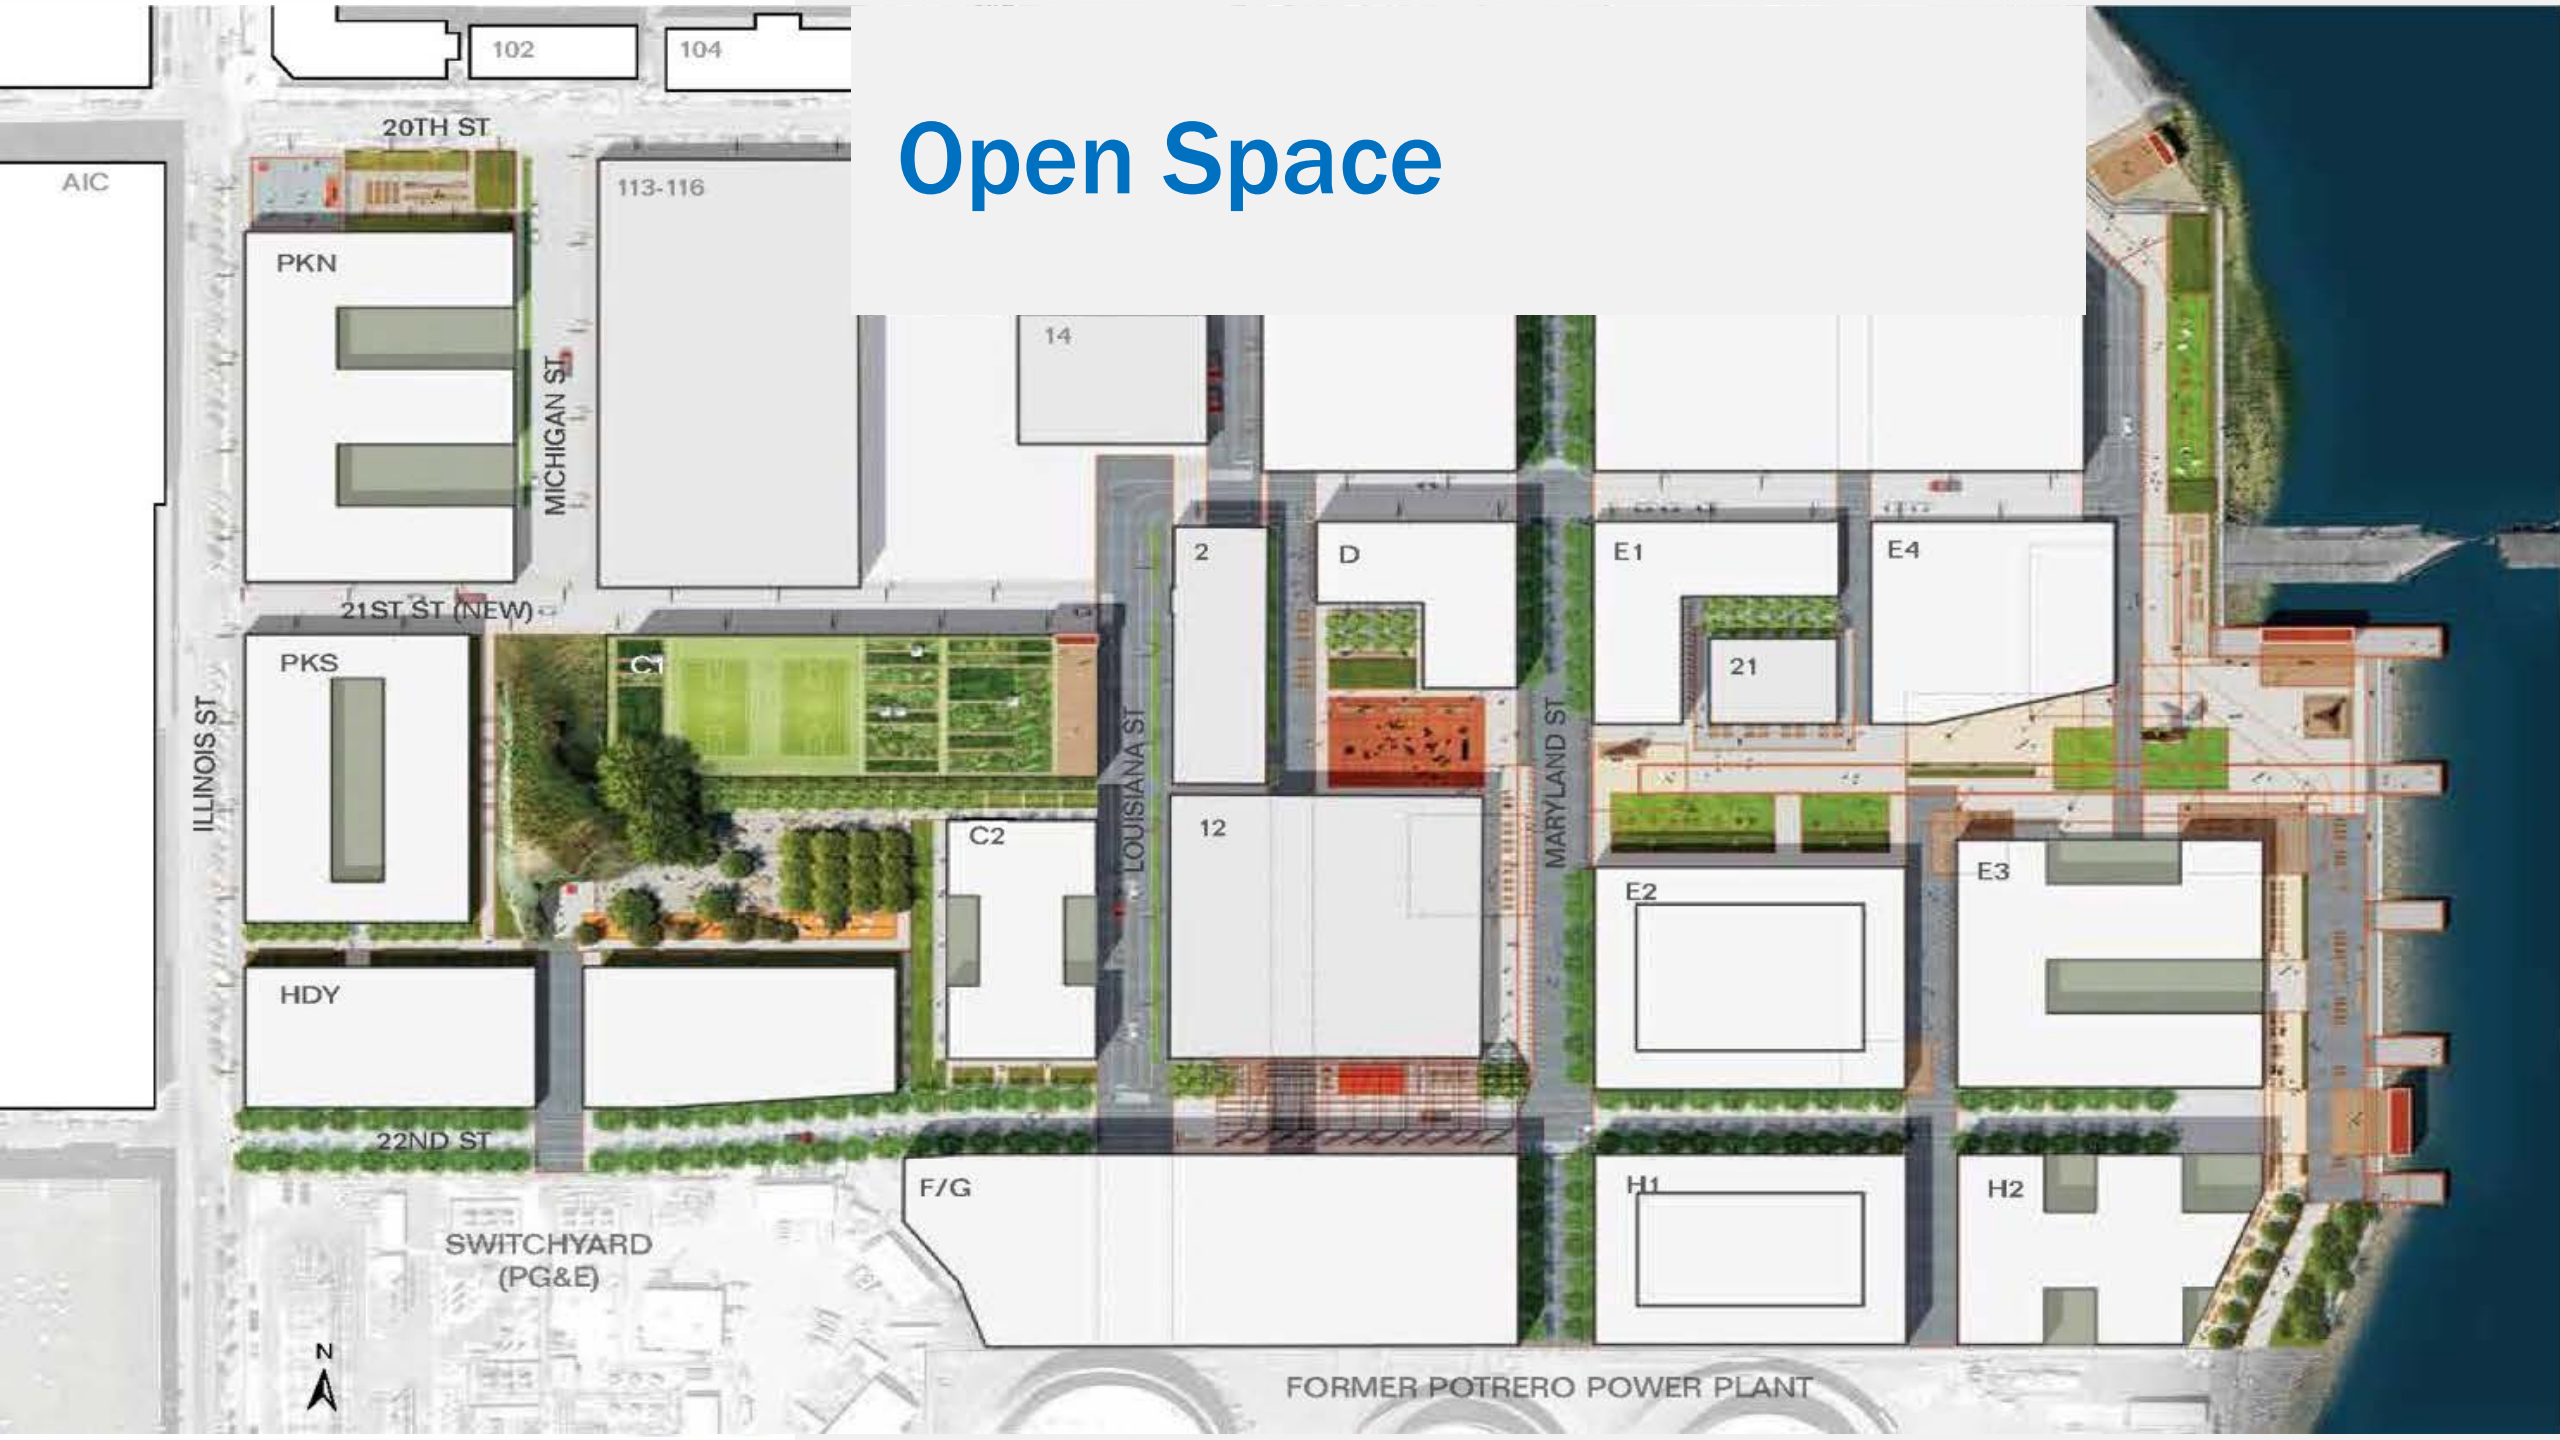 Open Space
102
104
20TH ST
AIC
113-116
PKN
14
MICHIGAN ST
2
D
E1
E4
21ST ST (NEW)
PKS
C1
21
ILLINOIS ST
LOUISIANA ST
MARYLAND ST
12
C2
E3
E2
HDY
22ND ST
F/G
H1
H2
SWITCHYARD
(PG&E)
N
FORMER POTRERO POWER PLANT